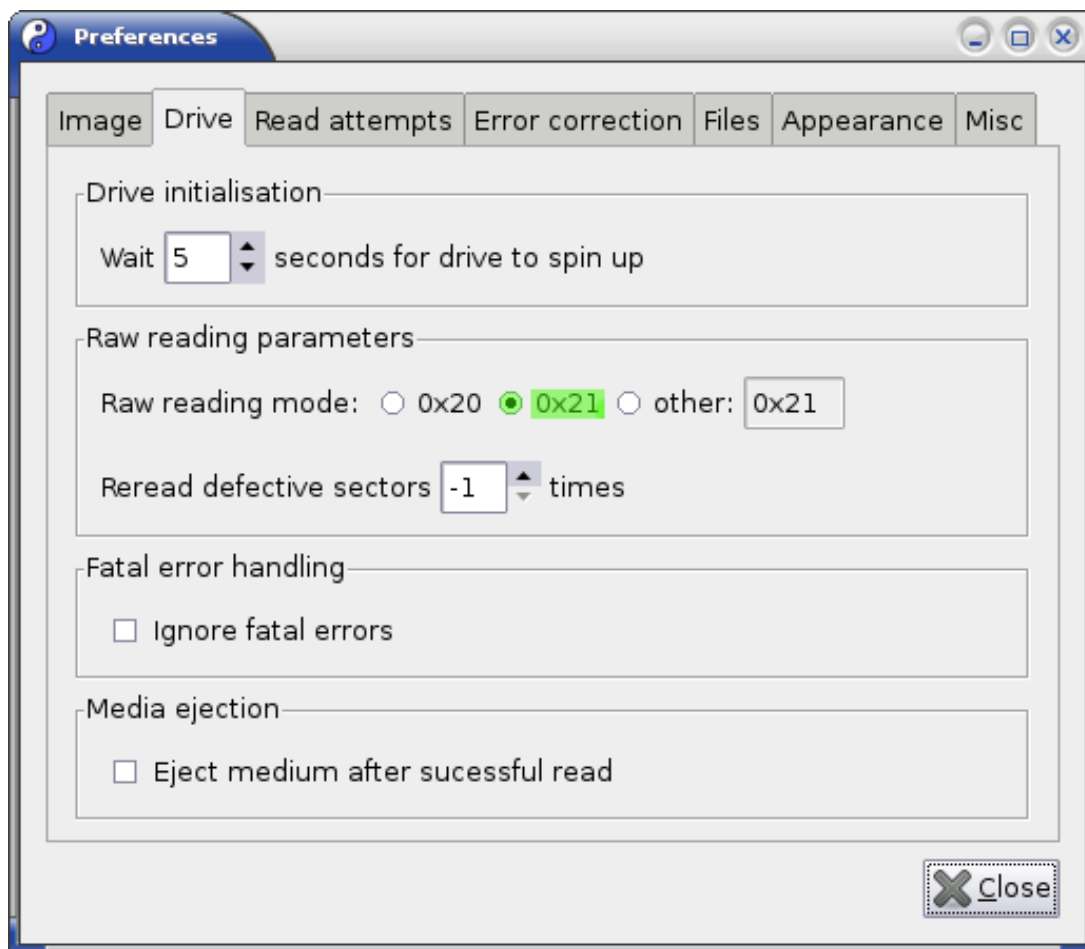 Preferences
Image Drive Read attempts Error correction Files Appearance Misc
Drive initialisation
Wait 5 seconds for drive to spin up
Raw reading parameters
Raw reading mode: 0x20 0x21 other: 0x21
Reread defective sectors -1 times
Fatal error handling
Ignore fatal errors
Media ejection
Eject medium after sucessful read
Close